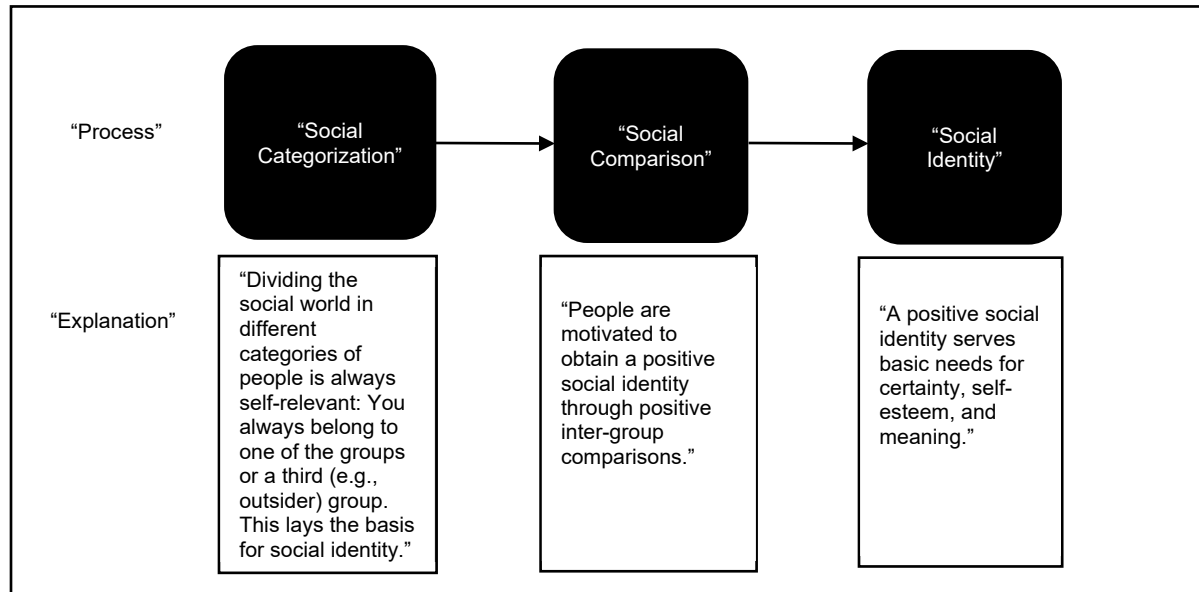 “Process”
“Social
Categorization”
“Social
Comparison”
“Social
Identity”
“Explanation”
“Dividing the
social world in
different
categories of
people is always
self-relevant: You
always belong to
one of the groups
or a third (e.g.,
outsider) group.
This lays the basis
for social identity.”
“People are
motivated to
obtain a positive
social identity
through positive
inter-group
comparisons.”
“A positive social
identity serves
basic needs for
certainty, self-
esteem, and
meaning.”